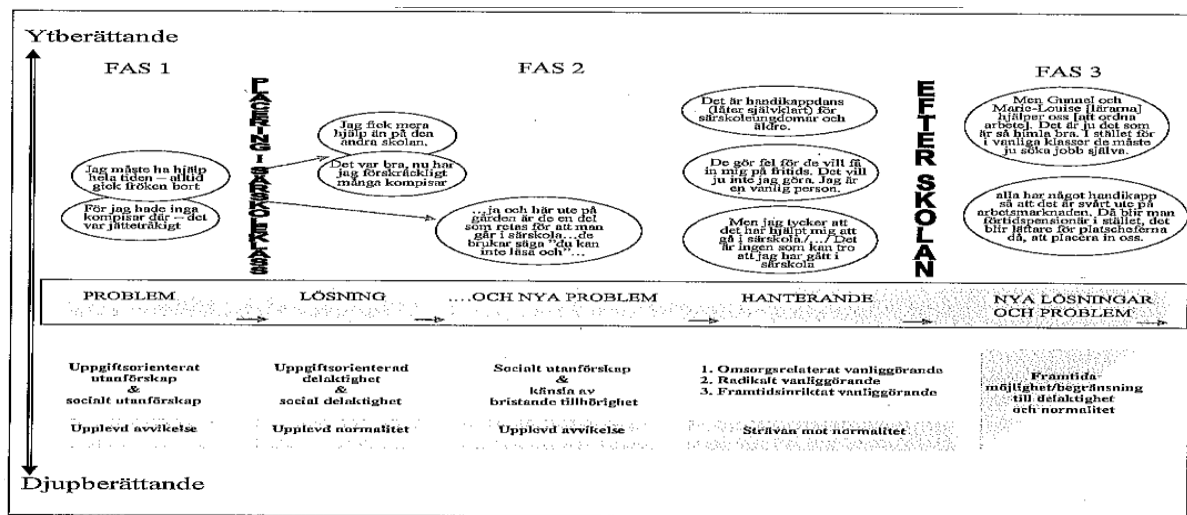 Ytberättande
FAS 1
FAS 2
FAS 3
PLACERING I SÄRSKOLEKLASS
EFTER SKOLAN
Jag måste ha hjälp
hela tiden – alltid
gick fröken bort
För jag hade inga
kompisar där – det
var jättetråkigt
Jag fick mera
hjälp än på den
andra skolan.
Det var bra, nu har
jag förskräckligt
många kompisar
…ja och här ute på
gården är de en del
som retas för att man
går i särskola…de
brukar säga "du kan
inte läsa och"…
Det är handikappdans
(låter självklart) för
särskoleungdomar och
äldre.
De gör fel för de vill få
in mig på fritids. Det vill
ju inte jag göra. Jag är
en vanlig person.
Men jag tycker att
det har hjälpt mig att
gå i särskola./…/ Det
är ingen som kan tro
att jag har gått i
särskola
Men Gunnel och
Marie-Louise [lärarna]
hjälper oss [att ordna
arbete]. Det är ju det som
är så himla bra. I stället för
i vanliga klasser de måste
ju söka jobb själva.
alla har något handikapp
så att det är svårt ute på
arbetsmarknaden. Då blir man
förtidspensionär i stället, det
blir lättare för platscheferna
då, att placera in oss.
PROBLEM
LÖSNING
….OCH NYA PROBLEM
HANTERANDE
NYA LÖSNINGAR
OCH PROBLEM
Uppgiftsorienterat
utanförskap
&
socialt utanförskap
Upplevd avvikelse
Uppgiftsorienterad
delaktighet
&
social delaktighet
Upplevd normalitet
Socialt utanförskap
&
känsla av
bristande tillhörighet
Upplevd avvikelse
1. Omsorgsrelaterat vanliggörande
2. Radikalt vanliggörande
3. Framtidsinriktat vanliggörande
Strävan mot normalitet
Framtida
möjlighet/begränsning
till delaktighet
och normalitet
Djupberättande